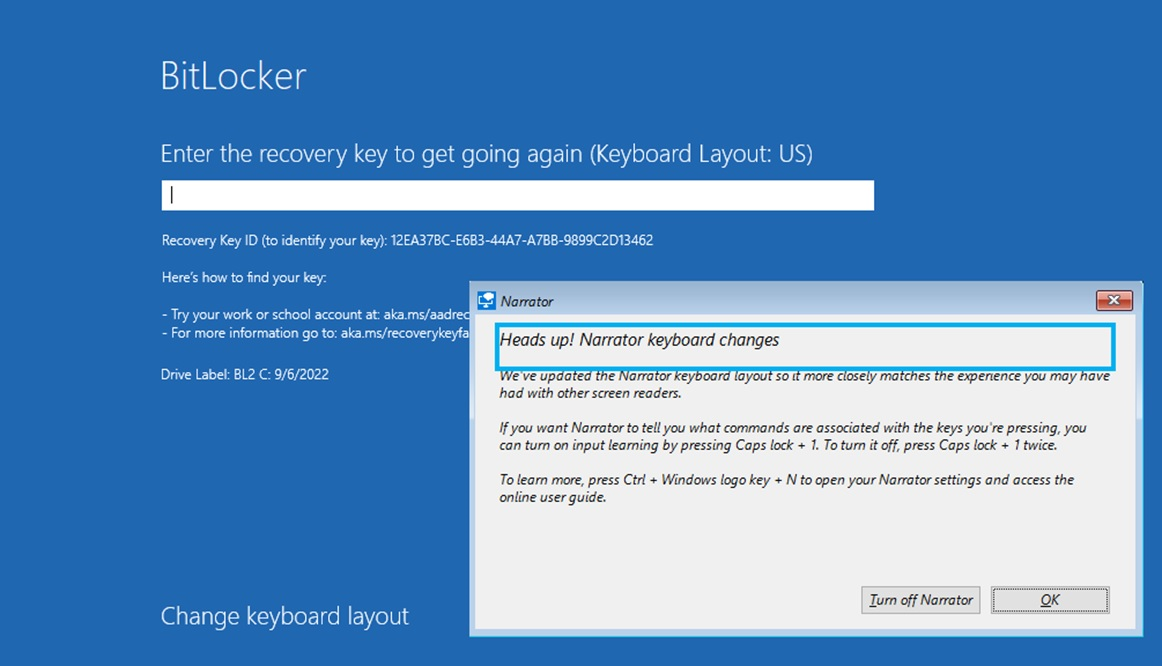 BitLocker
Enter the recovery key to get going again (Keyboard Layout: US)
Recovery Key ID (to identify your key): 12EA37BC-E6B3-44A7-A7BB-9899C2D13462
Here's how to find your key:
- Try your work or school account at: aka.ms/aadrec
- For more information go to: aka.ms/recoverykeyfa
Drive Label: BL2 C: 9/6/2022
Change keyboard layout
Narrator
Heads up! Narrator keyboard changes
We've updated the Narrator keyboard layout so it more closely matches the experience you may have
had with other screen readers.
If you want Narrator to tell you what commands are associated with the keys you're pressing, you
can turn on input learning by pressing Caps lock + 1. To turn it off, press Caps lock + 1 twice.
To learn more, press Ctrl + Windows logo key + N to open your Narrator settings and access the
online user guide.
Turn off Narrator
OK